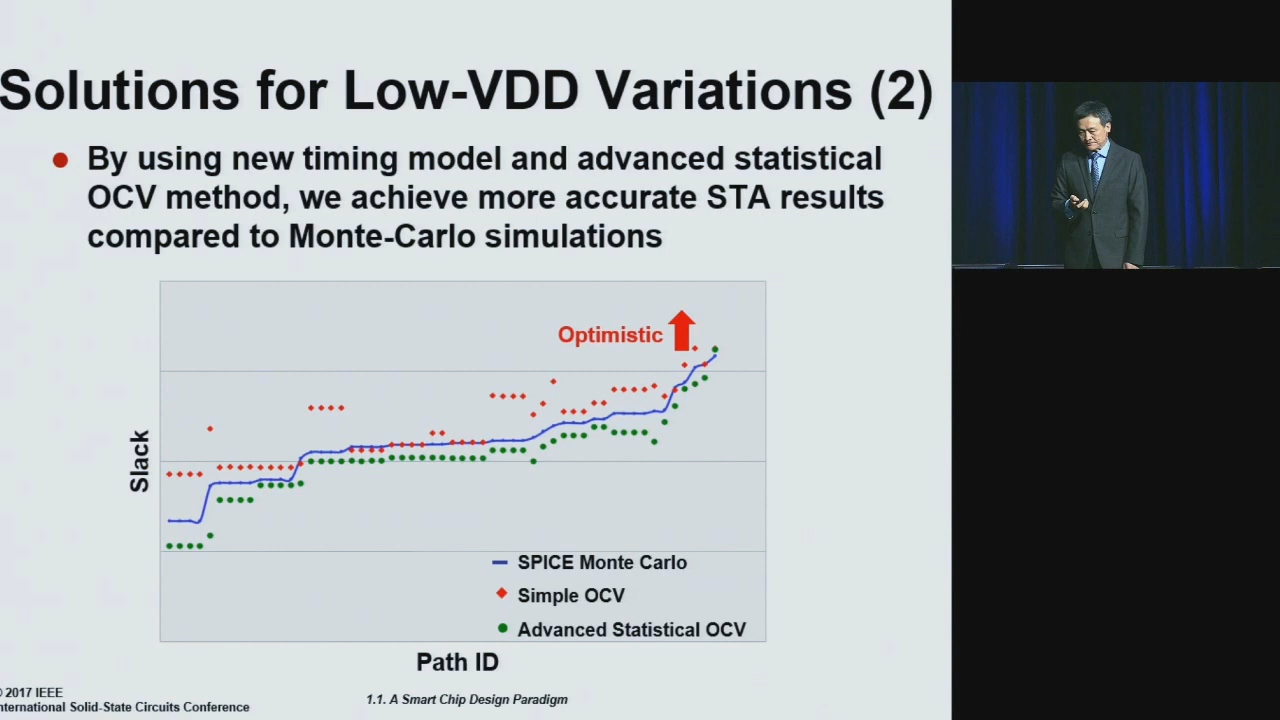 Solutions for Low-VDD Variations (2)
By using new timing model and advanced statistical
OCV method, we achieve more accurate STA results
compared to Monte-Carlo simulations
Optimistic
Slack
SPICE Monte Carlo
Simple OCV
Advanced Statistical OCV
Path ID
© 2017 IEEE
nternational Solid-State Circuits Conference
1.1. A Smart Chip Design Paradigm